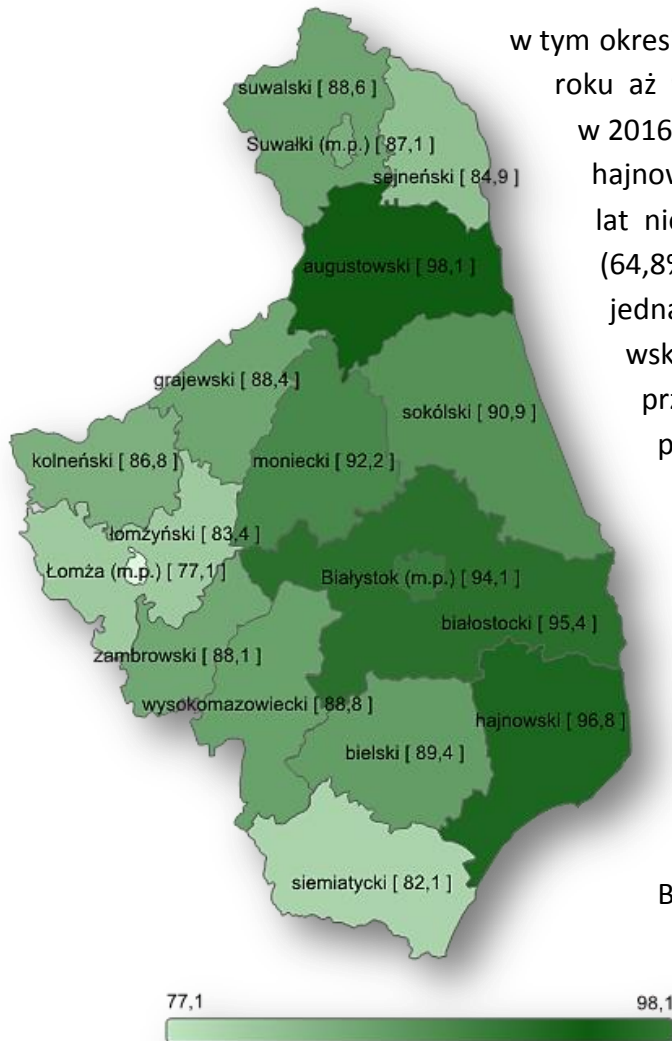 w tym okres
roku aż
w 2016
hajnow
lat nie
(64,8%
jedna
wsk
prz
p
suwalski [ 88,6 ]
Suwałki (m.p.) [ 87,1 ]
sejneński [ 84,9 ]
augustowski [ 98,1 ]
grajewski [ 88,4 ]
sokólski [ 90,9 ]
kolneński [ 86,8 ]
moniecki [ 92,2 ]
łomżyński [ 83,4 ]
Łomża (m.p.) [ 77,1 ]
Białystok (m.p.) [ 94,1 ]
białostocki [ 95,4 ]
zambrowski [ 88,1 ]
wysokomazowiecki [ 88,8 ]
hajnowski [ 96,8 ]
bielski [ 89,4 ]
siemiatycki [ 82,1 ]
B
77,1
98,1